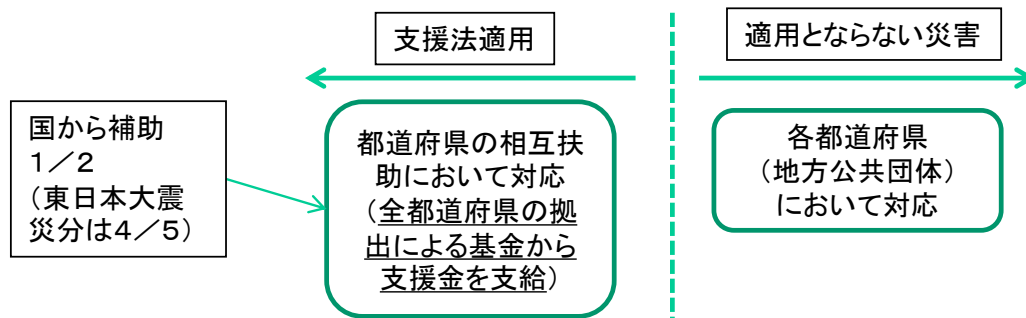 支援法適用
適用とならない災害
国から補助
1/2
(東日本大震
災分は4/5)
都道府県の相互扶
助において対応
(全都道府県の拠
出による基金から
支援金を支給)
各都道府県
(地方公共団体)
において対応